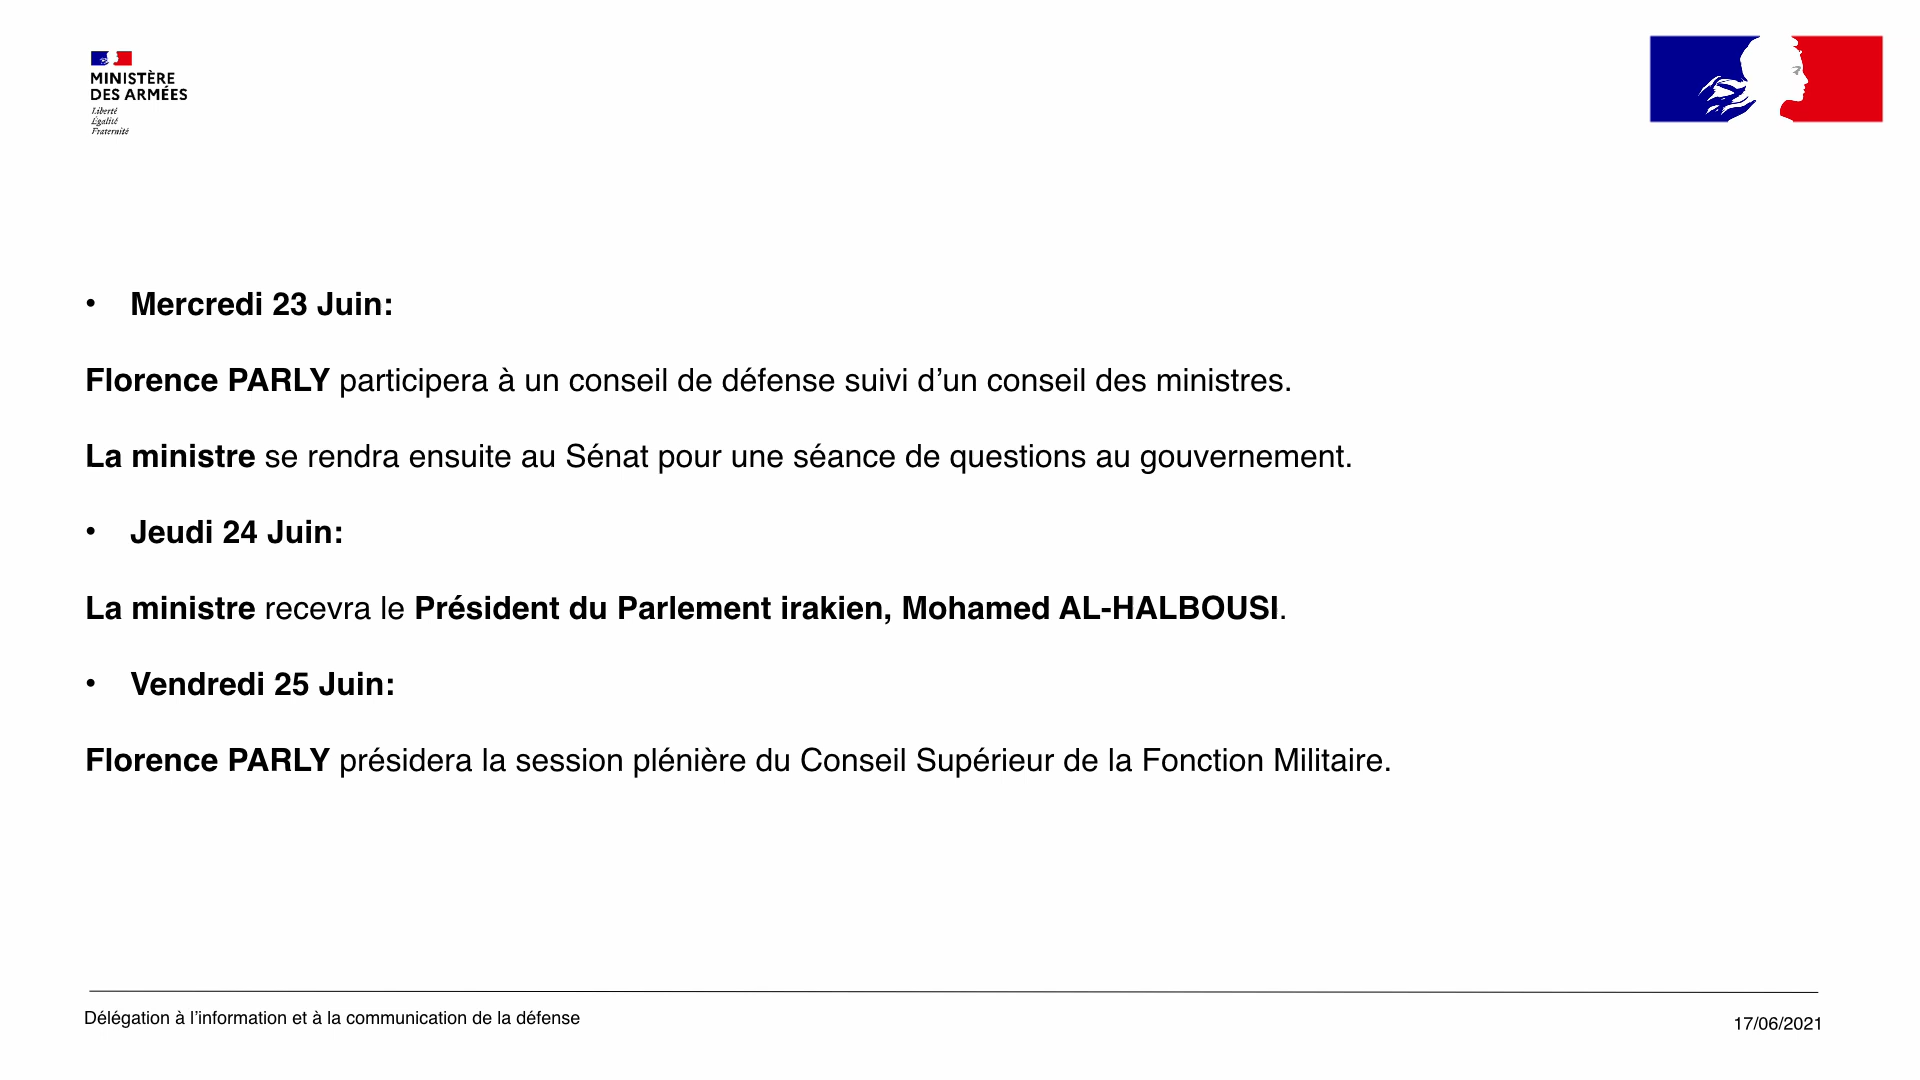 MINISTÈRE
DES ARMÉES
Liberté
Égalité
Fraternité
• Mercredi 23 Juin:
Florence PARLY participera à un conseil de défense suivi d’un conseil des ministres.
La ministre se rendra ensuite au Sénat pour une séance de questions au gouvernement.
• Jeudi 24 Juin:
La ministre recevra le Président du Parlement irakien, Mohamed AL-HALBOUSI.
• Vendredi 25 Juin:
Florence PARLY présidera la session plénière du Conseil Supérieur de la Fonction Militaire.
Délégation à l’information et à la communication de la défense
17/06/2021